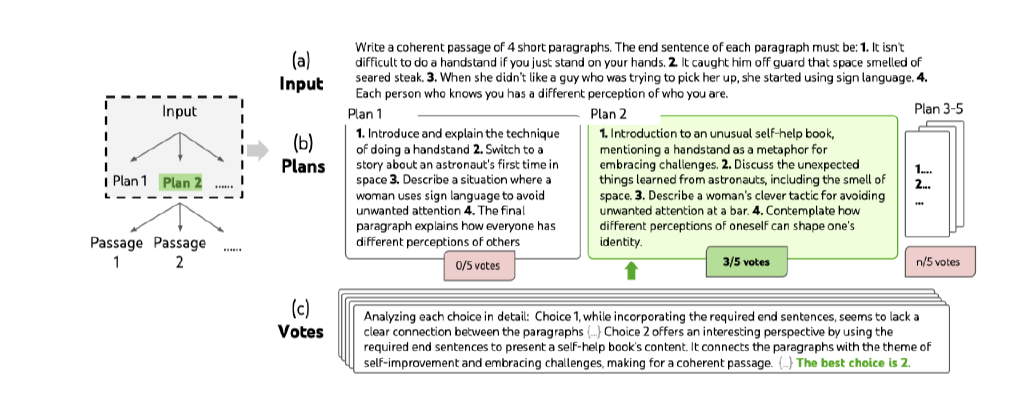 (a)
Input
Write a coherent passage of 4 short paragraphs. The end sentence of each paragraph must be: 1. It isn't
difficult to do a handstand if you just stand on your hands. 2. It caught him off guard that space smelled of
seared steak. 3. When she didn't like a guy who was trying to pick her up, she started using sign language. 4.
Each person who knows you has a different perception of who you are.
Input
Plan 1 Plan 2 ......
Passage 1
Passage 2
......
(b)
Plans
Plan 1
1. Introduce and explain the technique
of doing a handstand 2. Switch to a
story about an astronaut's first time in
space 3. Describe a situation where a
woman uses sign language to avoid
unwanted attention 4. The final
paragraph explains how everyone has
different perceptions of others
0/5 votes
Plan 2
1. Introduction to an unusual self-help book,
mentioning a handstand as a metaphor for
embracing challenges. 2. Discuss the unexpected
things learned from astronauts, including the smell of
space. 3. Describe a woman's clever tactic for avoiding
unwanted attention at a bar. 4. Contemplate how
different perceptions of oneself can shape one's
identity.
3/5 votes
Plan 3-5
1....
2...
...
n/5 votes
(c)
Votes
Analyzing each choice in detail: Choice 1, while incorporating the required end sentences, seems to lack a
clear connection between the paragraphs {...} Choice 2 offers an interesting perspective by using the
required end sentences to present a self-help book's content. It connects the paragraphs with the theme of
self-improvement and embracing challenges, making for a coherent passage. {...} The best choice is 2.